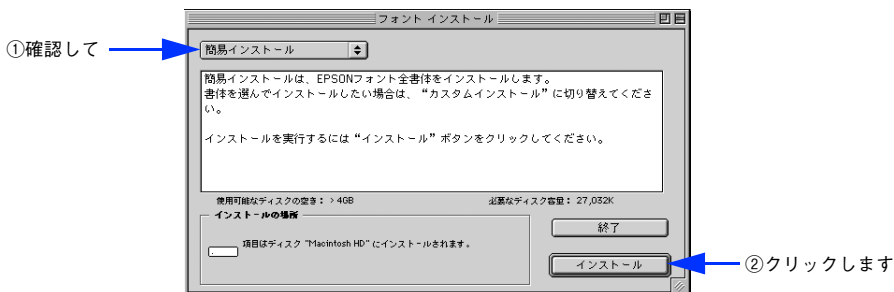 フォント インストール
①確認して
簡易インストール
簡易インストールは、EPSONフォント全書体をインストールします。
書体を選んでインストールしたい場合は、“カスタムインストール”に切り替えてくださ
い。
インストールを実行するには“インストール”ボタンをクリックしてください。
使用可能なディスクの空き： > 4GB
必要なディスク容量： 27,032K
インストールの場所
項目はディスク “Macintosh HD” にインストールされます。
終了
インストール
②クリックします